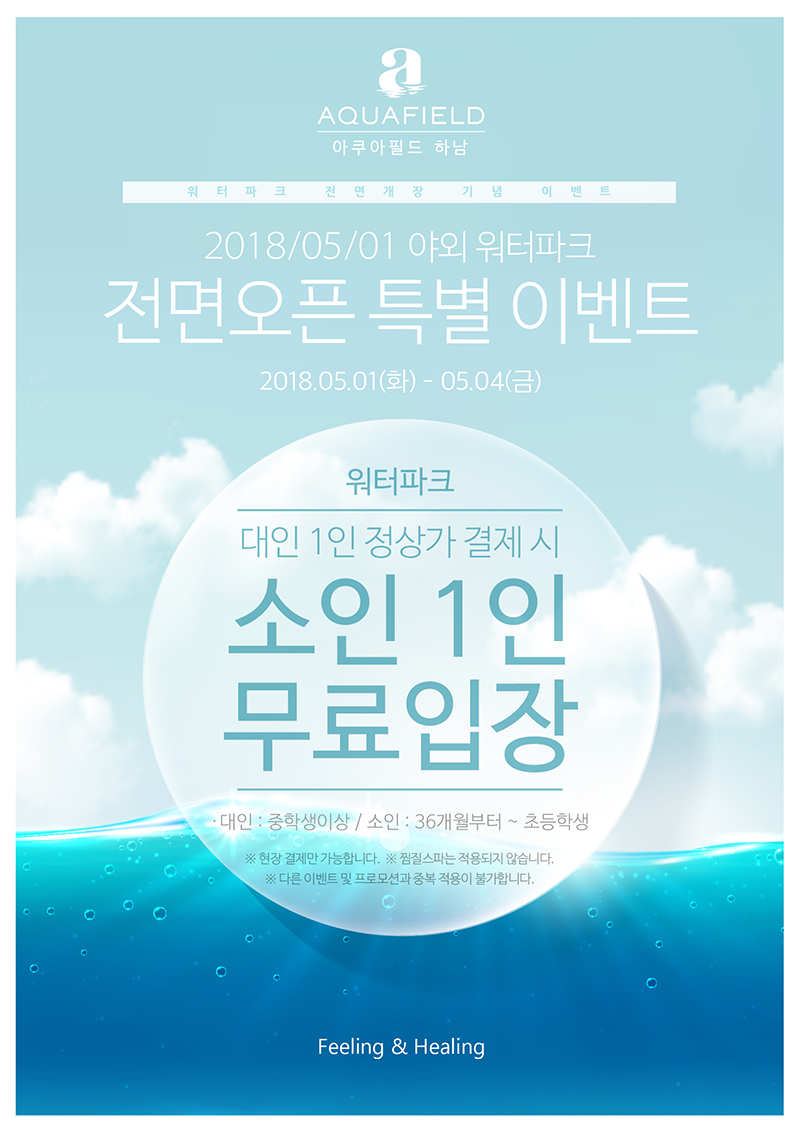 a
AQUAFIELD
아쿠아필드 하남
워터파크 전면개장 기념 이벤트
2018/05/01 야외 워터파크
전면오픈 특별 이벤트
2018.05.01(화) - 05.04(금)
워터파크
대인 1인 정상가 결제 시
소인 1인
무료입장
· 대인 : 중학생이상 / 소인 : 36개월부터 ~ 초등학생
※ 현장 결제만 가능합니다. ※ 찜질스파는 적용되지 않습니다.
※ 다른 이벤트 및 프로모션과 중복 적용이 불가합니다.
Feeling & Healing